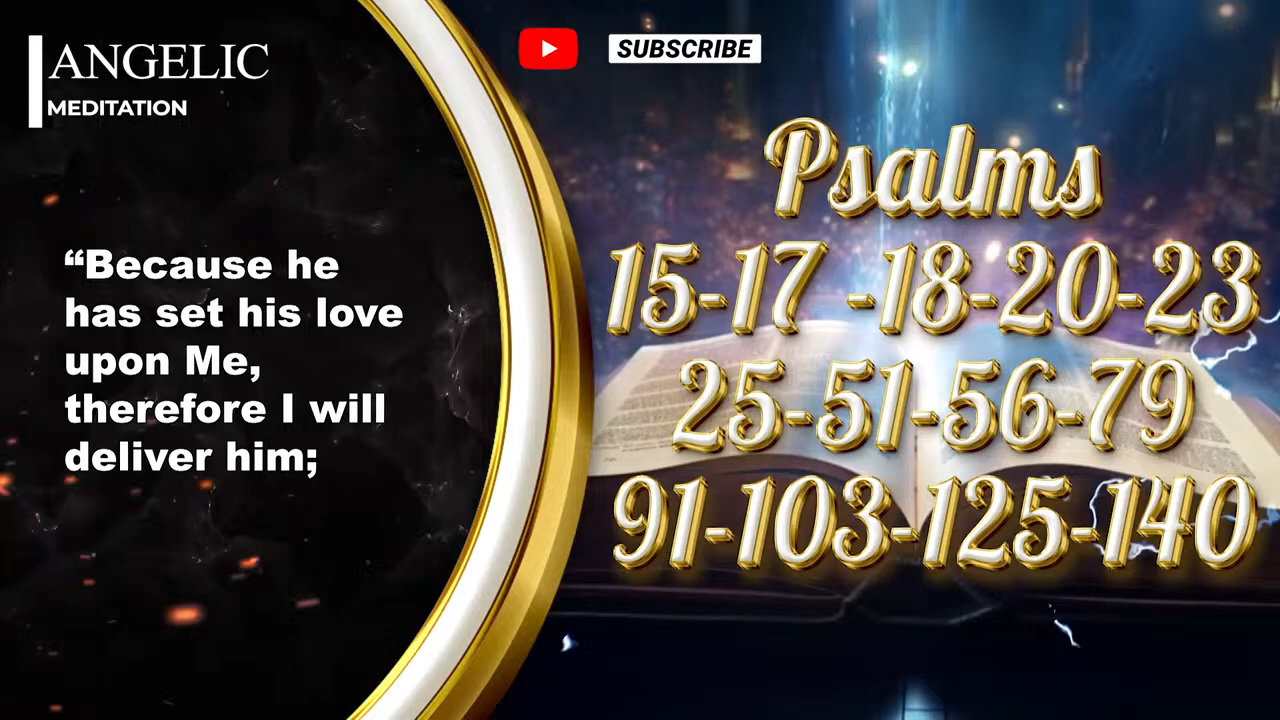 ANGELIC
MEDITATION
“Because he
has set his love
upon Me,
therefore I will
deliver him;
SUBSCRIBE
Psalms
15-17 -18-20-23
25-51-56-79
91-103-125-140